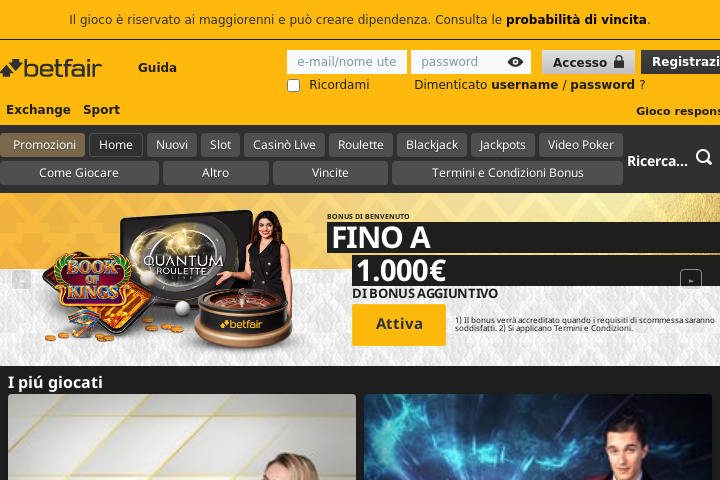 Il gioco è riservato ai maggiorenni e può creare dipendenza. Consulta le probabilità di vincita.
betfair
Guida
e-mail/nome ute
password
Accesso
Registrazi
Ricordami
Dimenticato username / password ?
Exchange
Sport
Gioco respons
Promozioni
Home
Nuovi
Slot
Casinò Live
Roulette
Blackjack
Jackpots
Video Poker
Come Giocare
Altro
Vincite
Termini e Condizioni Bonus
Ricerca...
BONUS DI BENVENUTO
FINO A
1.000€
DI BONUS AGGIUNTIVO
Attiva
1) Il bonus verrà accreditato quando i requisiti di scommessa saranno
soddisfatti. 2) Si applicano Termini e Condizioni.
QUANTUM
ROULETTE
LIVE
BOOK
OF
KINGS
betfair
I piú giocati